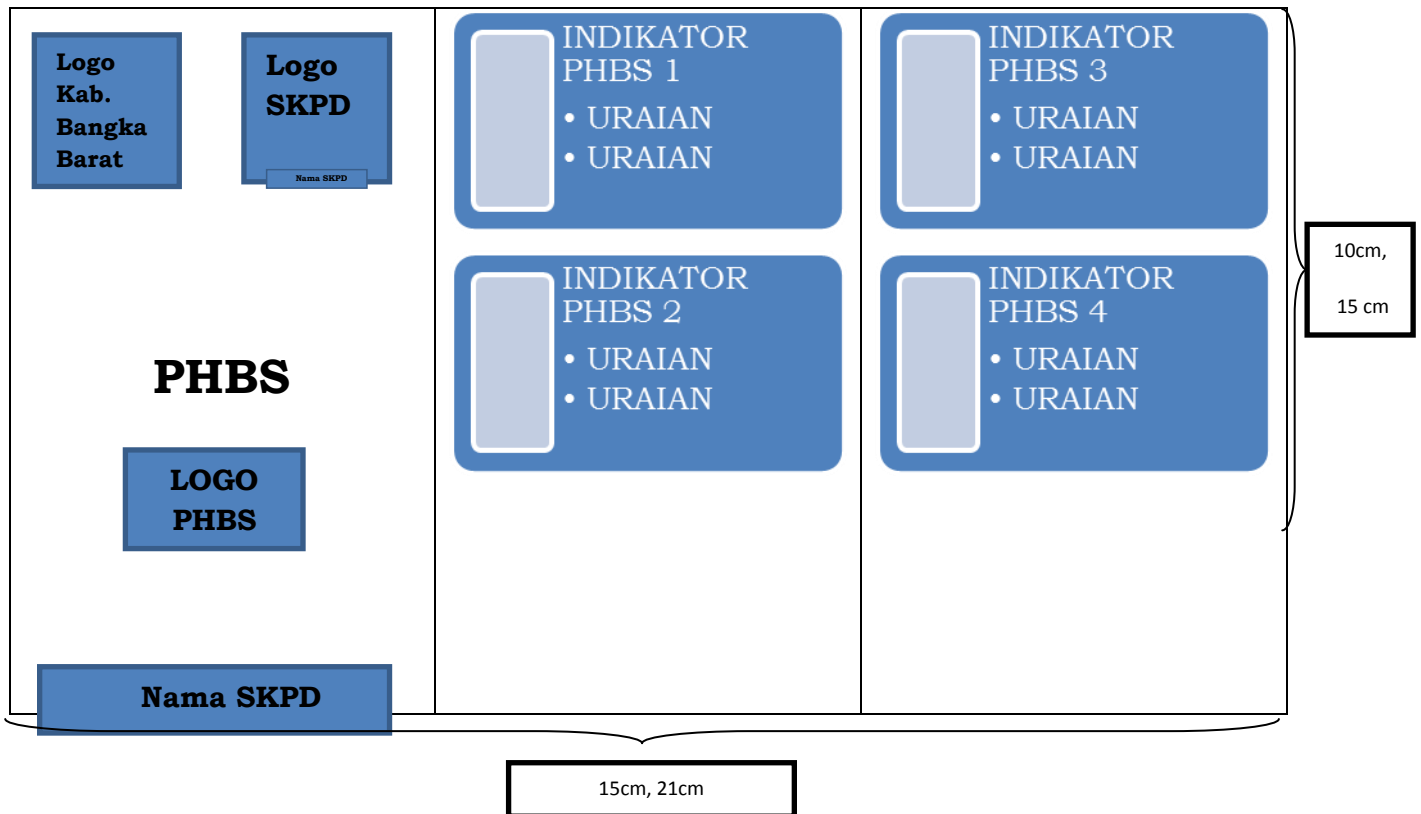 Logo
Kab.
Bangka
Barat
Logo
SKPD
Nama SKPD
PHBS
LOGO
PHBS
Nama SKPD
INDIKATOR
PHBS 1
• URAIAN
• URAIAN
INDIKATOR
PHBS 2
• URAIAN
• URAIAN
INDIKATOR
PHBS 3
• URAIAN
• URAIAN
INDIKATOR
PHBS 4
• URAIAN
• URAIAN
10cm,
15 cm
15cm, 21cm